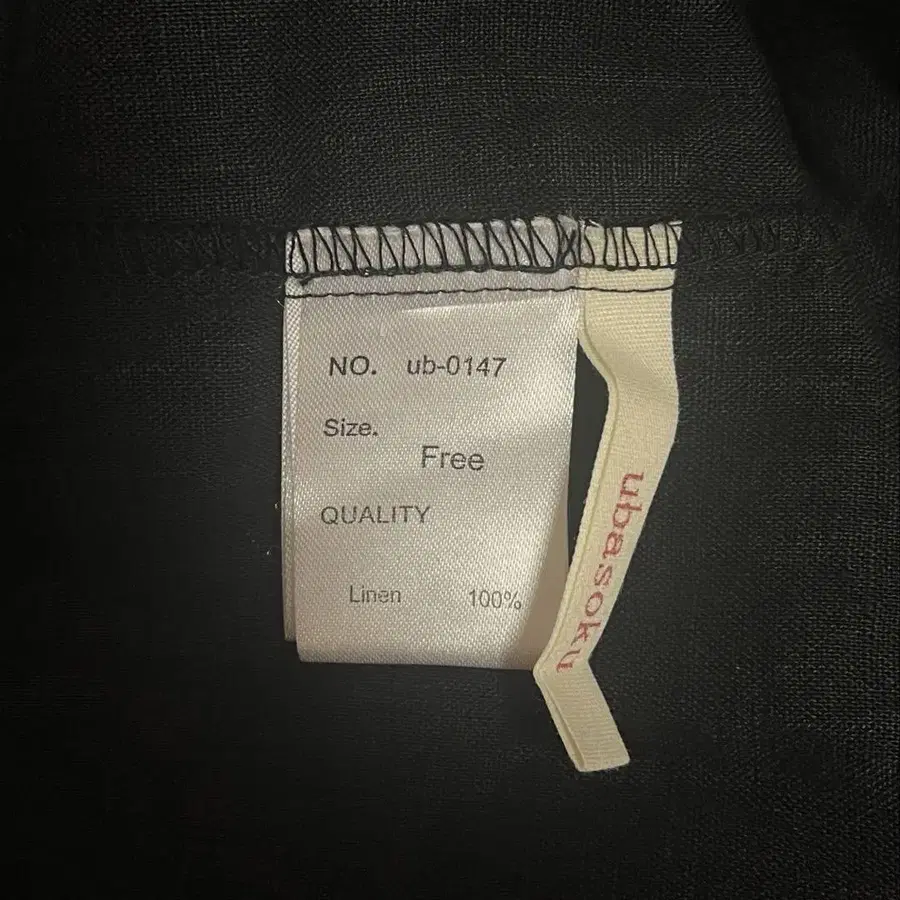 NO. ub-0147
Size.
Free
QUALITY
Linen 100%
ubasoku